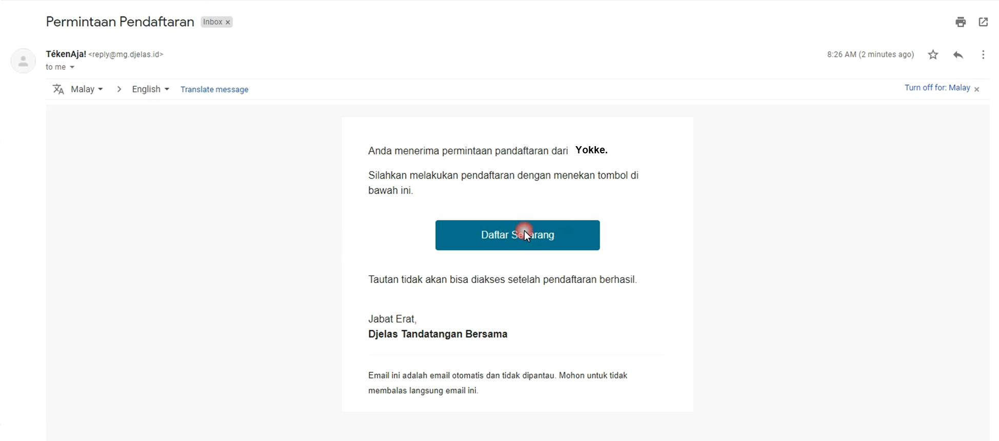 Permintaan Pendaftaran Inbox ×
TékenAja! <reply@mg.djelas.id> 8:26 AM (2 minutes ago)
to me
Malay > English Translate message Turn off for: Malay ×
Anda menerima permintaan pandaftaran dari Yokke.
Silahkan melakukan pendaftaran dengan menekan tombol di
bawah ini.
Daftar Sekarang
Tautan tidak akan bisa diakses setelah pendaftaran berhasil.
Jabat Erat,
Djelas Tandatangan Bersama
Email ini adalah email otomatis dan tidak dipantau. Mohon untuk tidak
membalas langsung email ini.